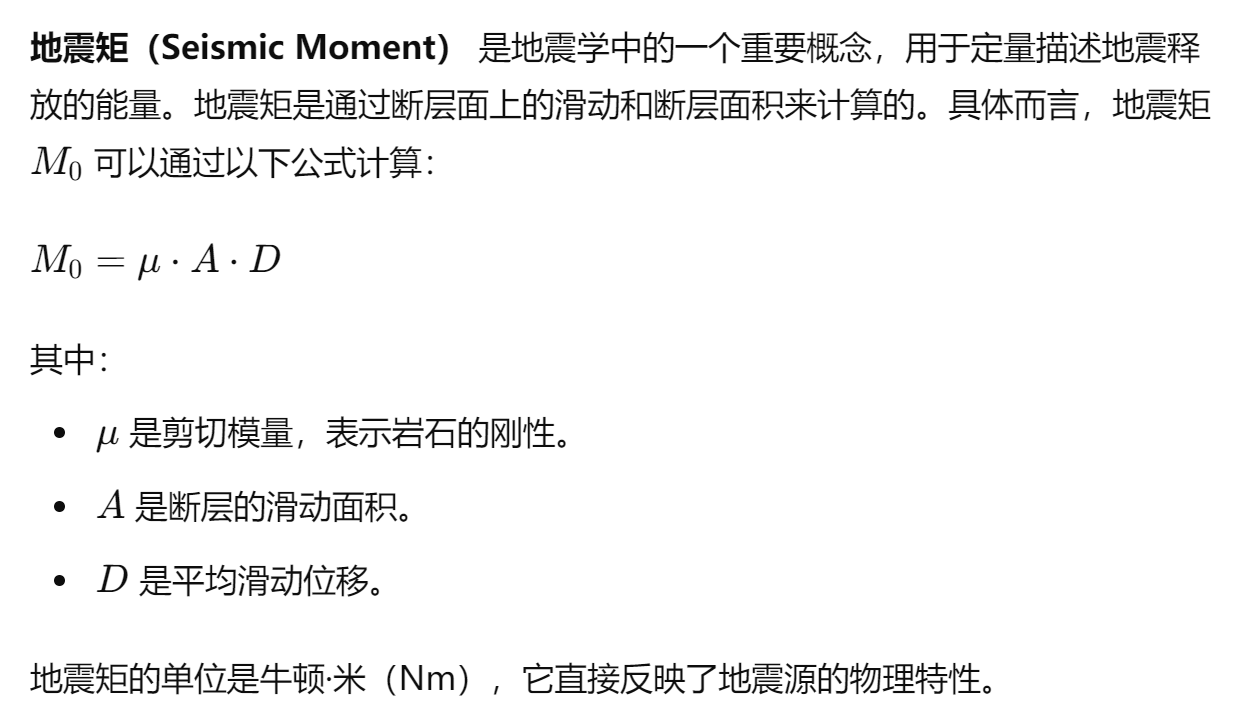 地震矩（Seismic Moment） 是地震学中的一个重要概念，用于定量描述地震释
放的能量。地震矩是通过断层面上的滑动和断层面积来计算的。具体而言，地震矩
M₀ 可以通过以下公式计算：
M₀ = μ · A · D
其中：
• μ 是剪切模量，表示岩石的刚性。
• A 是断层的滑动面积。
• D 是平均滑动位移。
地震矩的单位是牛顿·米（Nm），它直接反映了地震源的物理特性。